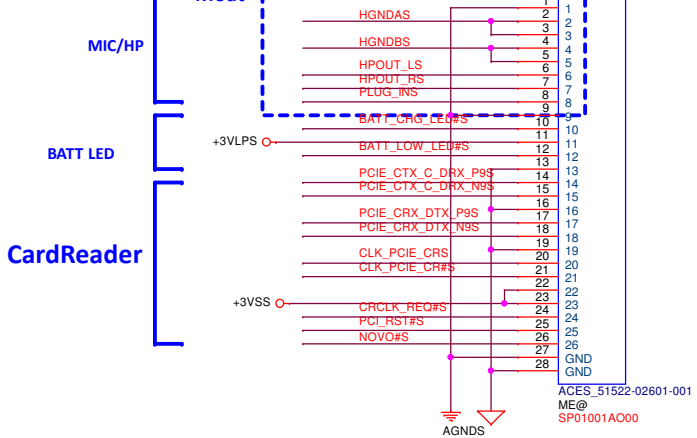 1 1
HGNDAS 2 2
3 3
HGNDBS 4 4
MIC/HP
5 5
HPOUT_LS 6 6
HPOUT_RS 7 7
PLUG_INS 8 8
9 9
BATT_CHG_LED#S 10 10
+3VLPS 11 11
BATT LED
BATT_LOW_LED#S 12 12
13 13
PCIE_CTX_C_DRX_P9S 14 14
PCIE_CTX_C_DRX_N9S 15 15
16 16
PCIE_CRX_DTX_P9S 17 17
PCIE_CRX_DTX_N9S 18 18
CardReader
19 19
CLK_PCIE_CRS 20 20
CLK_PCIE_CR#S 21 21
22 22
+3VSS 23 23
CRCLK_REQ#S 24 24
PCI_RST#S 25 25
NOVO#S 26 26
27 GND
28 GND
ACES_51522-02601-001
ME@
SP01001AO00
AGNDS